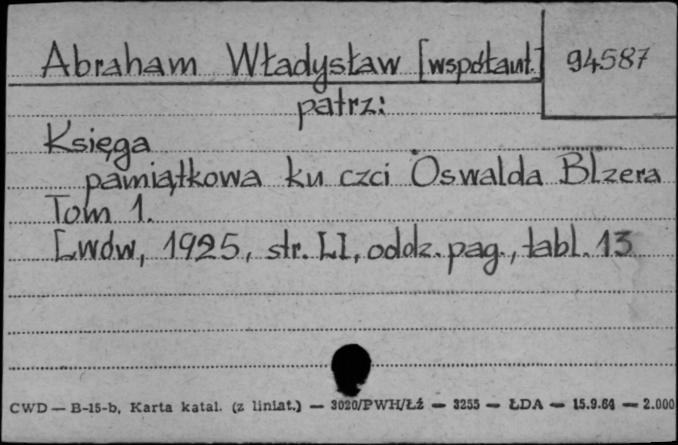 Abraham Władysław [współaut.] 94587
patrz:
Księga
pamiątkowa ku czci Oswalda Blzera
Tom 1.
Lwów, 1925, str. LI, oddz. pag., tabl. 13
CWD — B-15-b, Karta katal. (z liniat.) — 3020/PWH/Łź — 3255 — ŁDA — 15.9.64 — 2.000